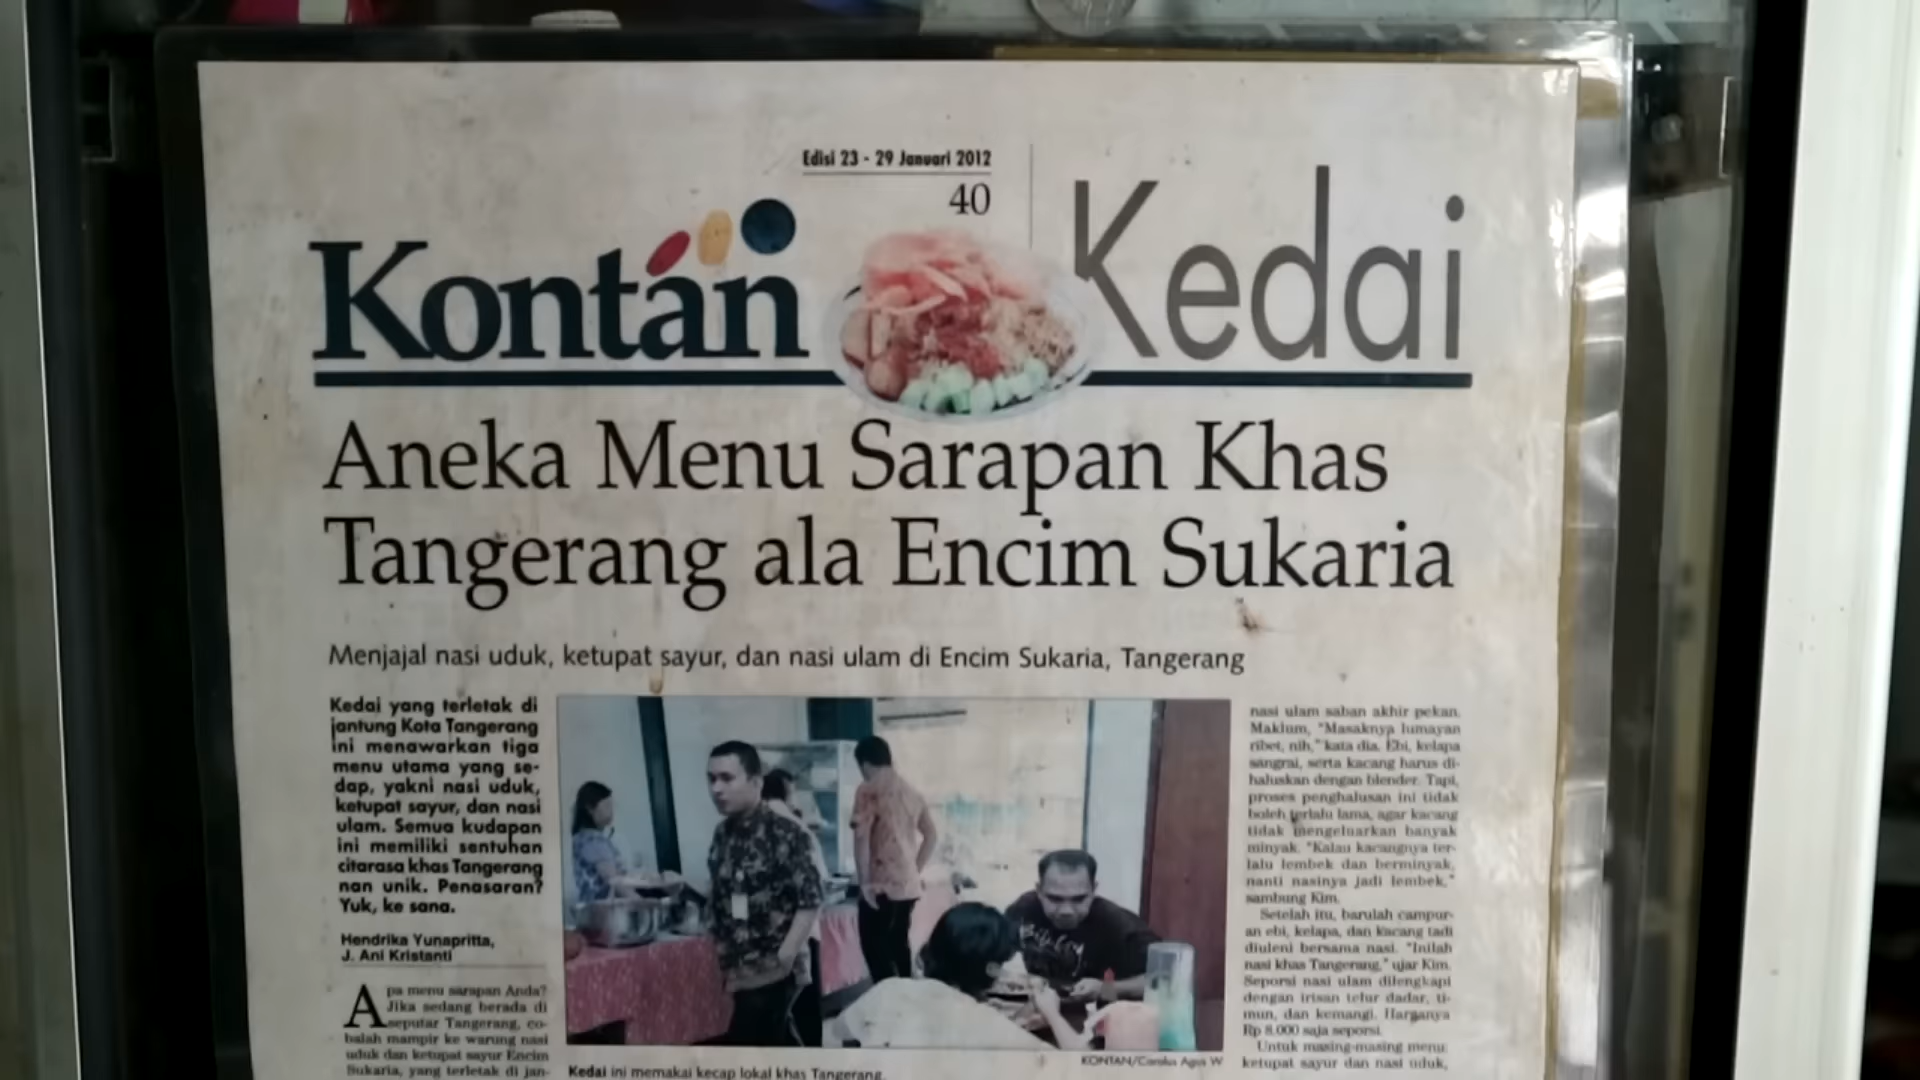 Edisi 23 - 29 Januari 2012
40
Kontan
Kedai
Aneka Menu Sarapan Khas
Tangerang ala Encim Sukaria
Menjajal nasi uduk, ketupat sayur, dan nasi ulam di Encim Sukaria, Tangerang
Kedai yang terletak di
jantung Kota Tangerang
ini menawarkan tiga
menu utama yang se-
dap, yakni nasi uduk,
ketupat sayur, dan nasi
ulam. Semua kudapan
ini memiliki sentuhan
citarasa khas Tangerang
nan unik. Penasaran?
Yuk, ke sana.
Hendrika Yunapritta,
J. Ani Kristanti
Apa menu sarapan Anda?
Jika sedang berada di
seputar Tangerang, co-
balah mampir ke warung nasi
uduk dan ketupat sayur Encim
Sukaria, yang terletak di jan-
KONTAN/Carolus Agus W
Kedai ini memakai kecap lokal khas Tangerang.
nasi ulam saban akhir pekan.
Maklum, "Masaknya lumayan
ribet, nih," kata dia. Ebi, kelapa
sangrai, serta kacang harus di-
haluskan dengan blender. Tapi,
proses penghalusan ini tidak
boleh terlalu lama, agar kacang
tidak mengeluarkan banyak
minyak. "Kalau kacangnya ter-
lalu lembek dan berminyak,
nanti nasinya jadi lembek,"
sambung Kim.
Setelah itu, barulah campur-
an ebi, kelapa, dan kacang tadi
diuleni bersama nasi. "Inilah
nasi khas Tangerang," ujar Kim.
Seporsi nasi ulam dilengkapi
dengan irisan telur dadar, ti-
mun, dan kemangi. Harganya
Rp 8.000 saja seporsi.
Untuk masing-masing menu
ketupat sayur dan nasi uduk,